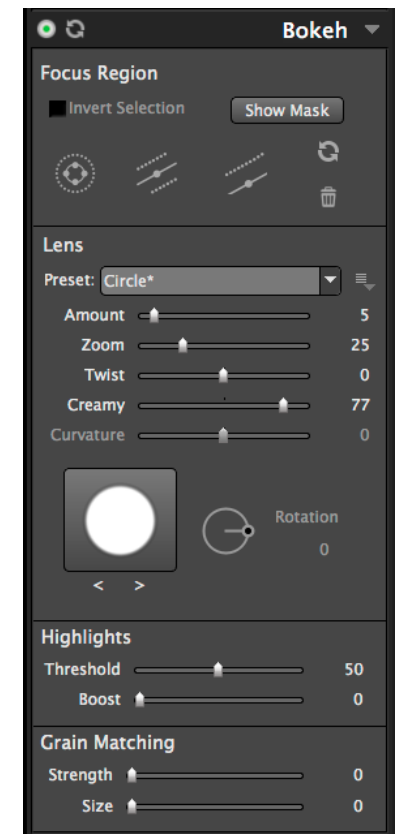 Bokeh
Focus Region
Invert Selection Show Mask
Lens
Preset: Circle*
Amount 5
Zoom 25
Twist 0
Creamy 77
Curvature 0
Rotation
0
< >
Highlights
Threshold 50
Boost 0
Grain Matching
Strength 0
Size 0